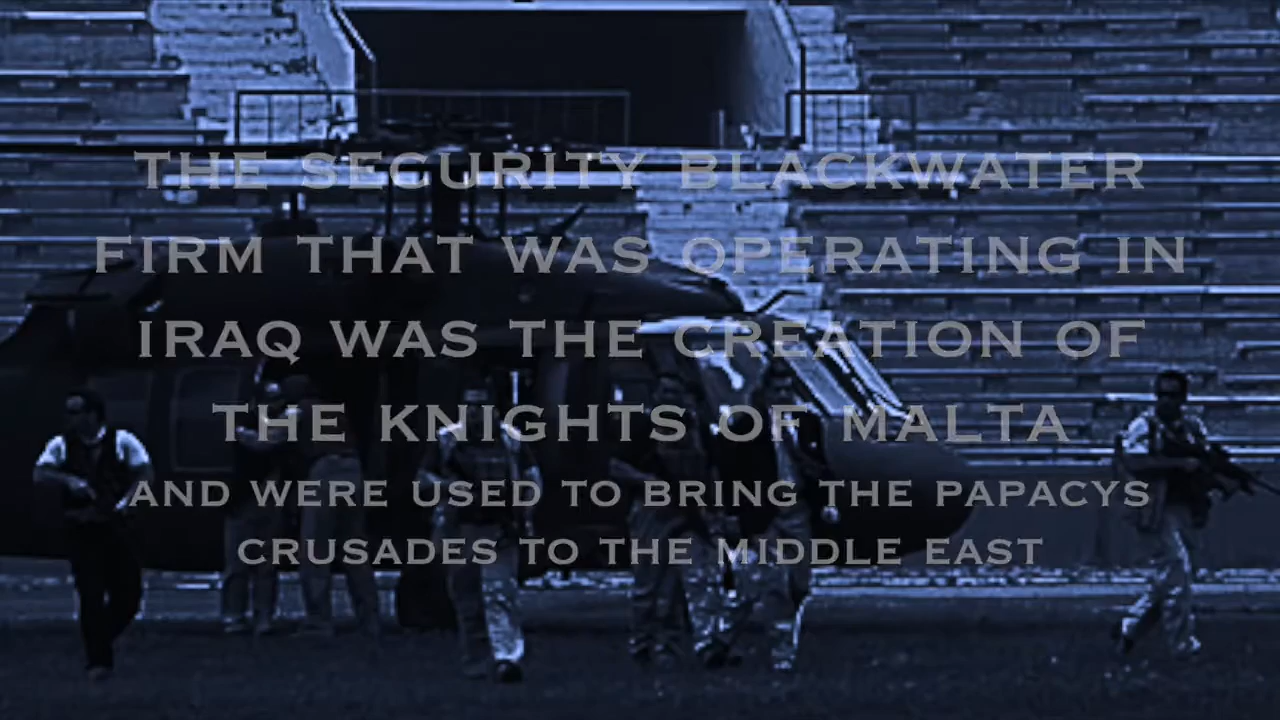 THE SECURITY BLACKWATER
FIRM THAT WAS OPERATING IN
IRAQ WAS THE CREATION OF
THE KNIGHTS OF MALTA
AND WERE USED TO BRING THE PAPACYS
CRUSADES TO THE MIDDLE EAST